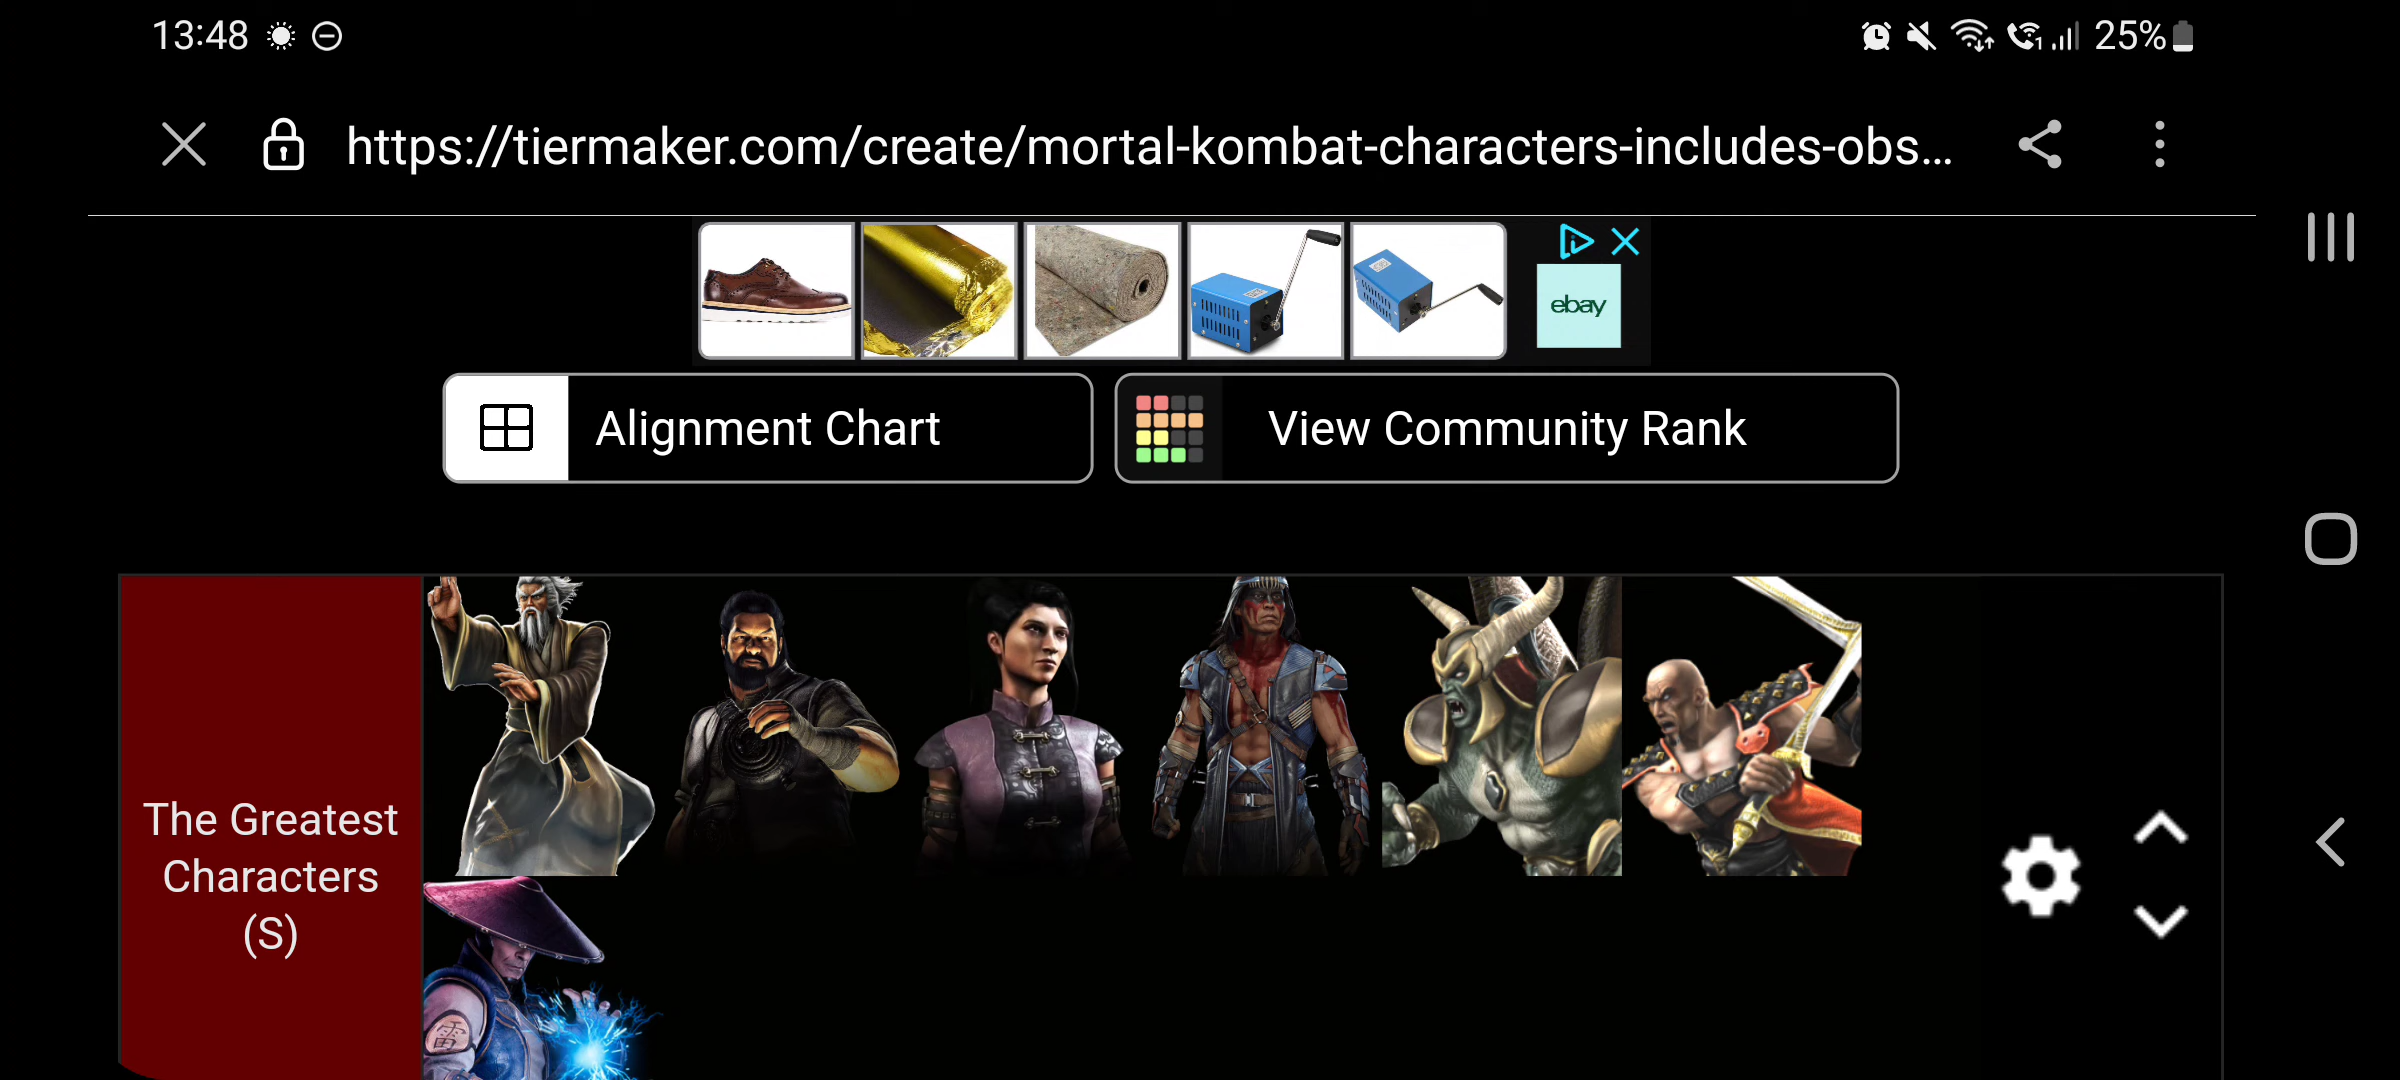 13:48
25%
https://tiermaker.com/create/mortal-kombat-characters-includes-obs...
ebay
Alignment Chart
View Community Rank
The Greatest
Characters
(S)
雷